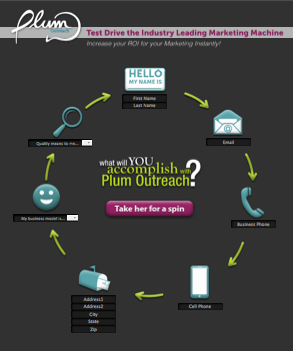 Plum
Outreach
Test Drive the Industry Leading Marketing Machine
Increase your ROI for your Marketing Instantly!
HELLO
MY NAME IS
First Name
Last Name
Email
Quality means to me...
what will YOU
accomplish with
Plum Outreach?
Take her for a spin
My business model is...
Business Phone
Address1
Address2
City
State
Zip
Cell Phone